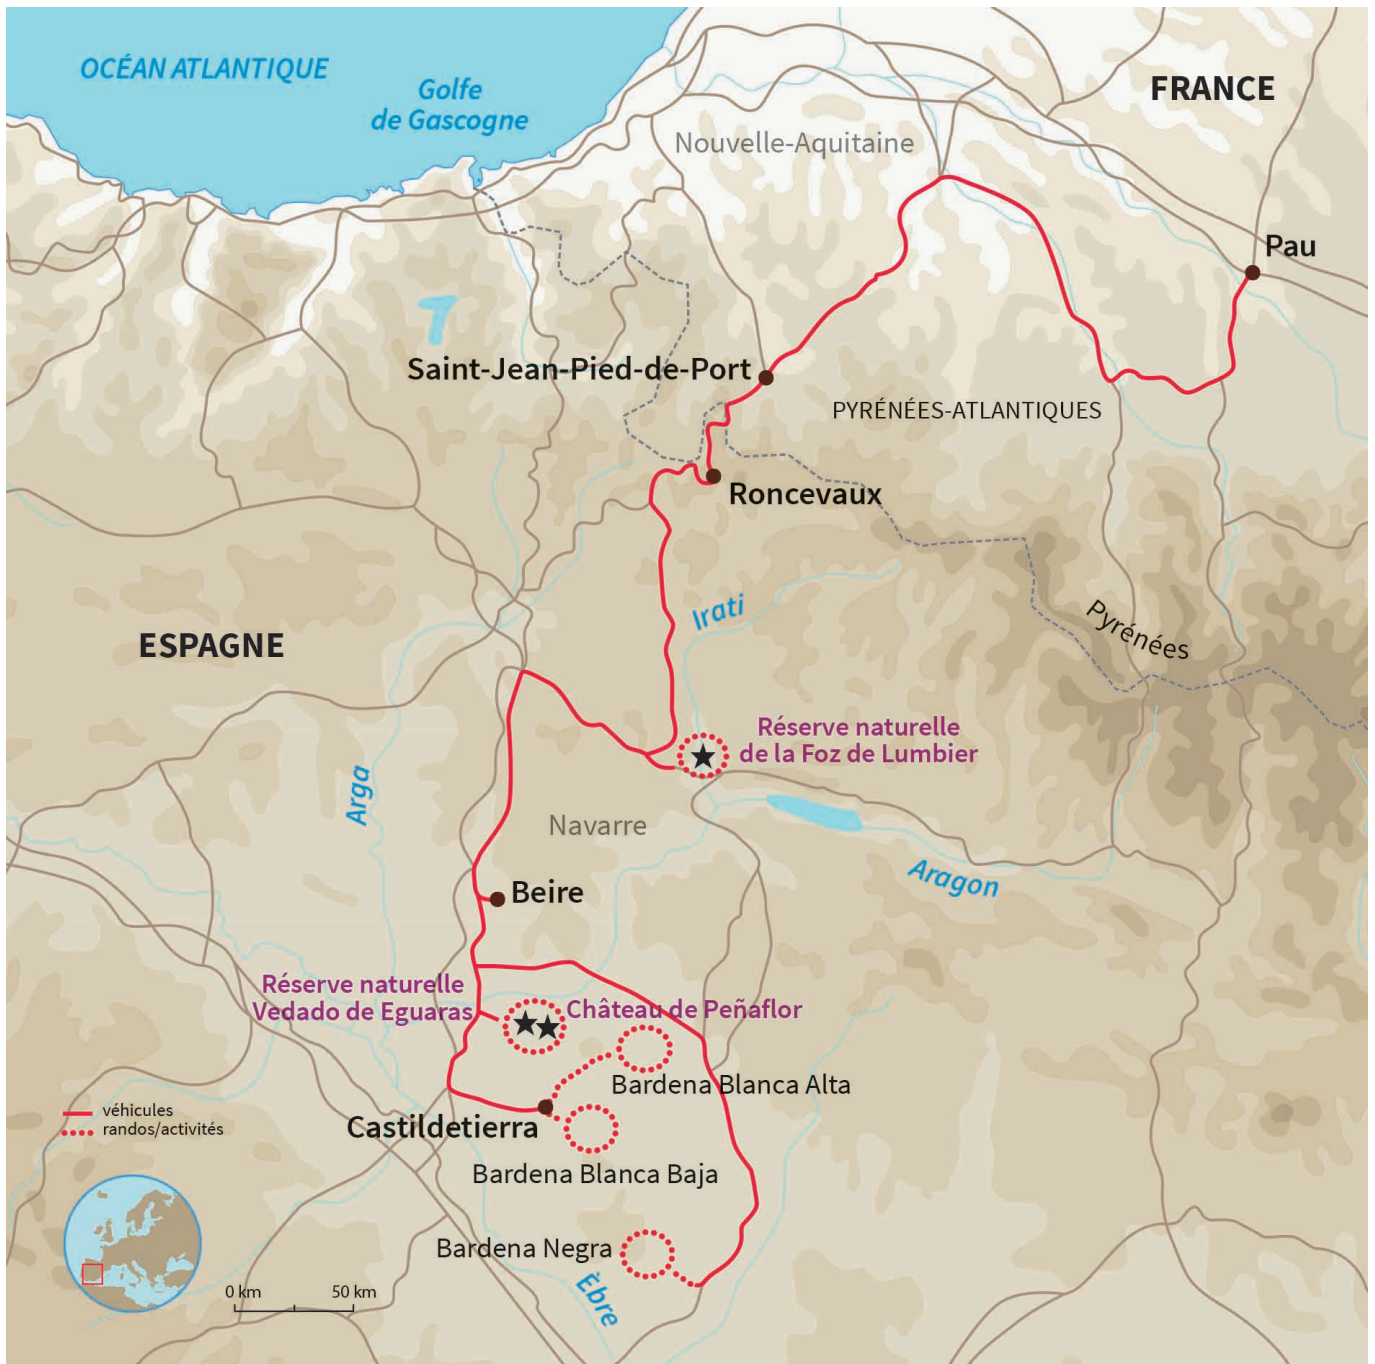 OCÉAN ATLANTIQUE
Golfe
de Gascogne
FRANCE
Nouvelle-Aquitaine
Pau
Saint-Jean-Pied-de-Port
PYRÉNÉES-ATLANTIQUES
Roncevaux
Irati
Pyrénées
ESPAGNE
Réserve naturelle
de la Foz de Lumbier
Arga
Navarre
Aragon
Beire
Réserve naturelle
Vedado de Eguaras
Château de Peñaflor
Bardena Blanca Alta
véhicules
randos/activités
Castildetierra
Bardena Blanca Baja
Bardena Negra
Èbre
0 km 50 km